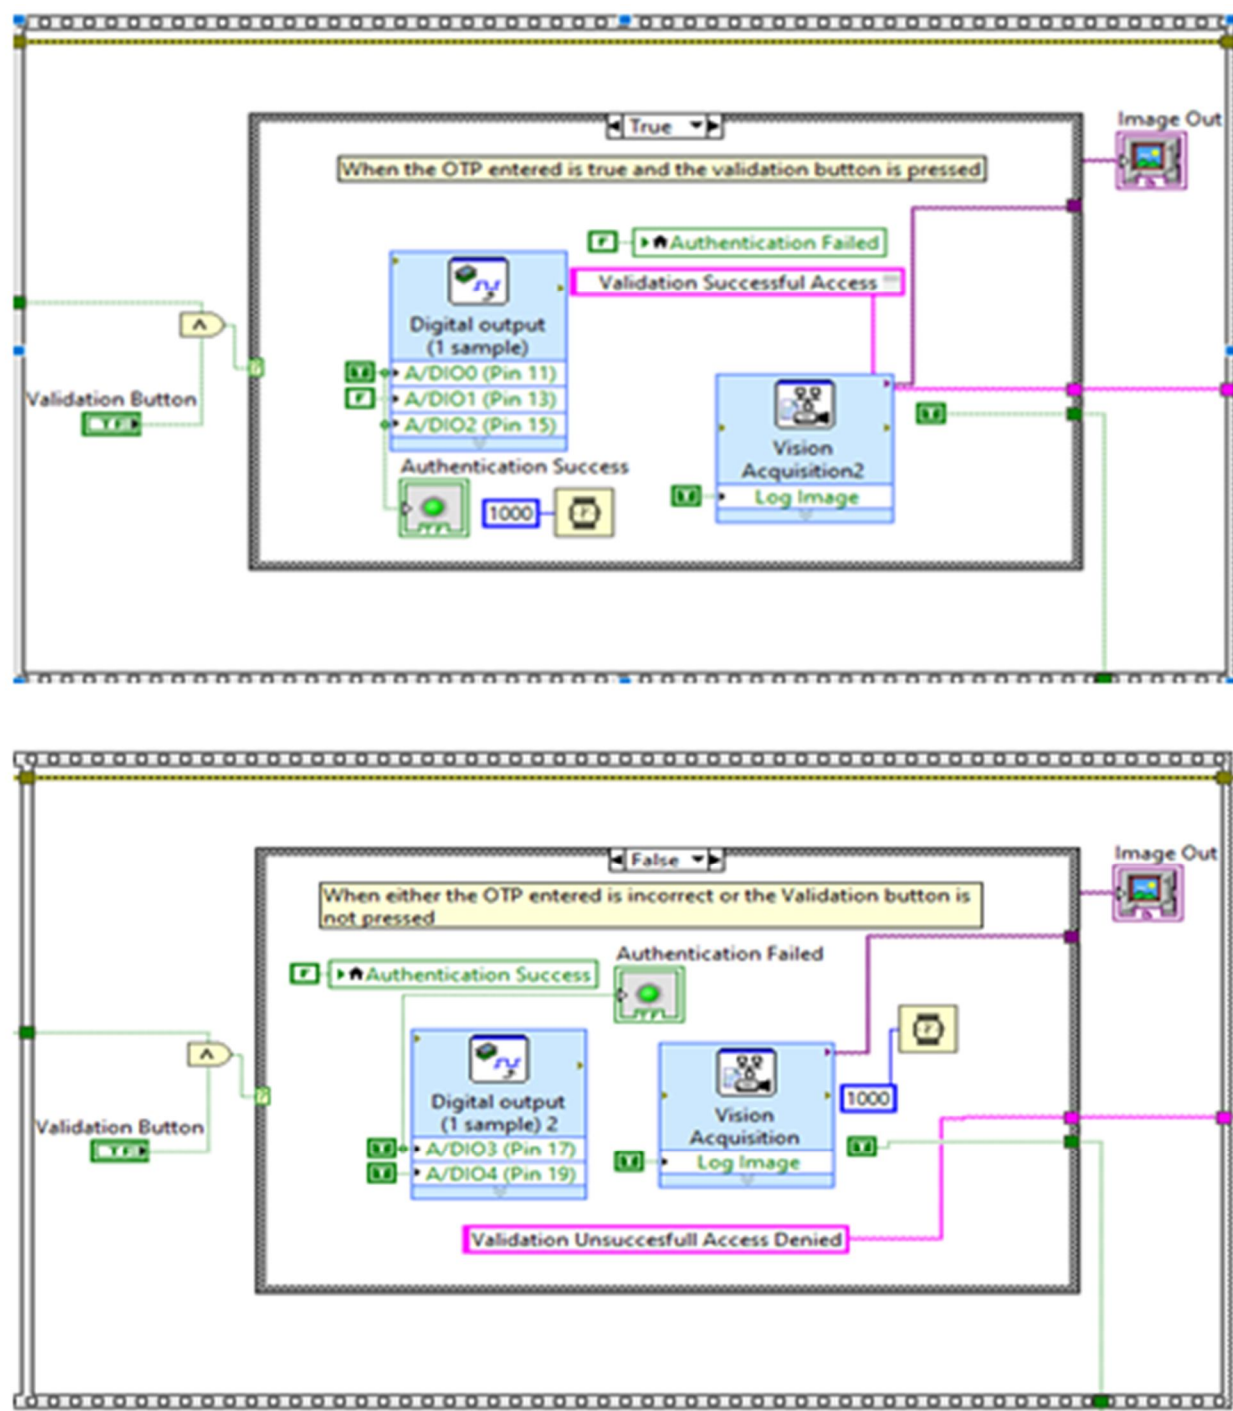 True
Image Out
When the OTP entered is true and the validation button is pressed
F
Authentication Failed
Validation Successful Access
Digital output
(1 sample)
T
A/DIO0 (Pin 11)
F
A/DIO1 (Pin 13)
A/DIO2 (Pin 15)
Validation Button
TF
T
Vision
Acquisition2
T
Log Image
Authentication Success
TF
1000
False
Image Out
When either the OTP entered is incorrect or the Validation button is
not pressed
Authentication Failed
F
Authentication Success
TF
Digital output
(1 sample) 2
T
A/DIO3 (Pin 17)
T
A/DIO4 (Pin 19)
Validation Button
TF
Vision
Acquisition
T
Log Image
1000
T
Validation Unsuccesfull Access Denied